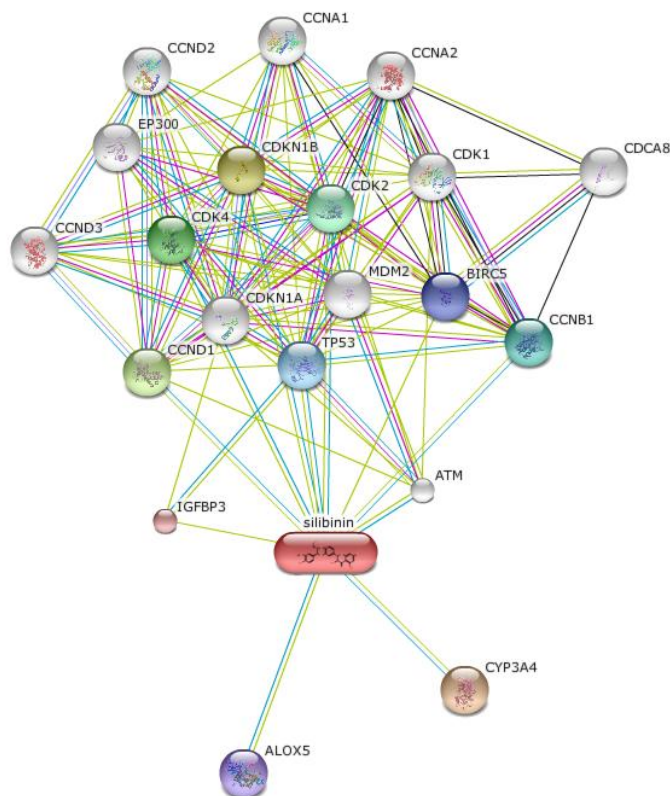 CCNA1
CCND2
CCNA2
EP300
CDKN1B
CDK1
CDCA8
CDK2
CCND3
CDK4
MDM2
BIRC5
CDKN1A
CCNB1
CCND1
TP53
ATM
IGFBP3
silibinin
CYP3A4
ALOX5